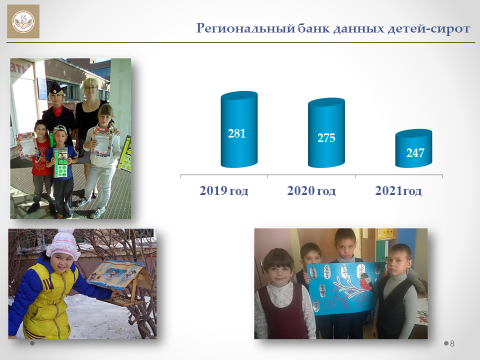 Региональный банк данных детей-сирот
281
275
247
2019 год
2020 год
2021год
8